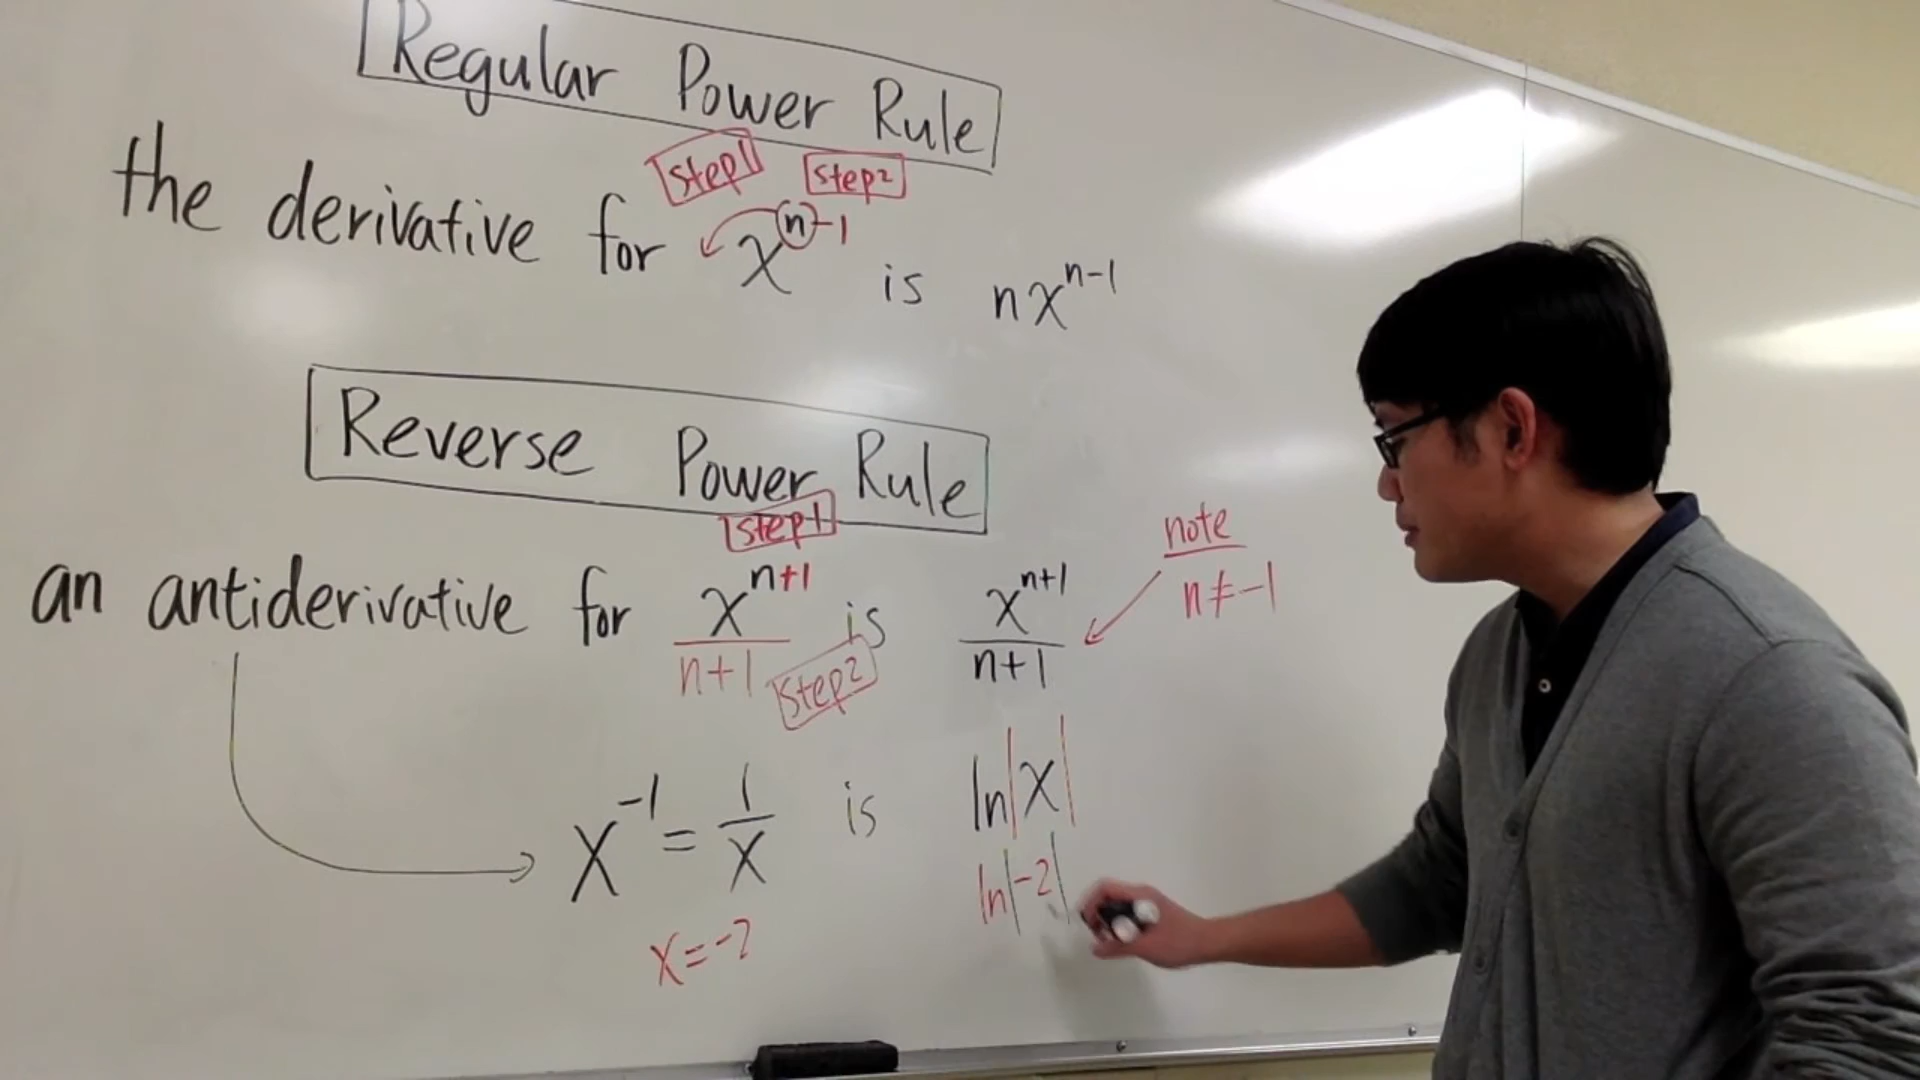 Regular Power Rule
step1 step2
the derivative for x^n-1 is nx^n-1
Reverse Power Rule
step1
note
n≠-1
an antiderivative for x^n+1/n+1 is x^n+1/n+1
step2
x^-1 = 1/x is ln|x|
ln|-2|
x=-2